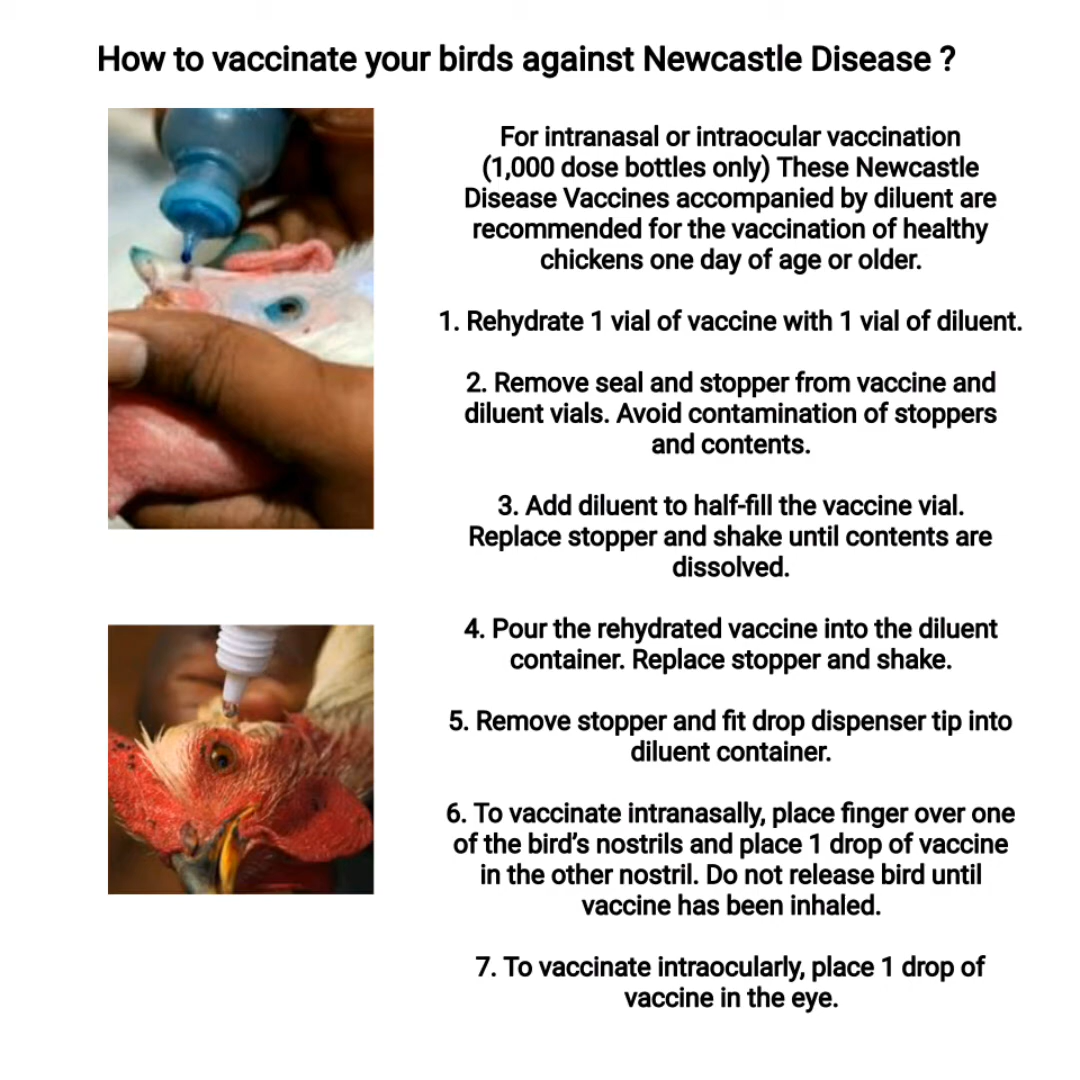 How to vaccinate your birds against Newcastle Disease ?
For intranasal or intraocular vaccination
(1,000 dose bottles only) These Newcastle
Disease Vaccines accompanied by diluent are
recommended for the vaccination of healthy
chickens one day of age or older.
1. Rehydrate 1 vial of vaccine with 1 vial of diluent.
2. Remove seal and stopper from vaccine and
diluent vials. Avoid contamination of stoppers
and contents.
3. Add diluent to half-fill the vaccine vial.
Replace stopper and shake until contents are
dissolved.
4. Pour the rehydrated vaccine into the diluent
container. Replace stopper and shake.
5. Remove stopper and fit drop dispenser tip into
diluent container.
6. To vaccinate intranasally, place finger over one
of the bird’s nostrils and place 1 drop of vaccine
in the other nostril. Do not release bird until
vaccine has been inhaled.
7. To vaccinate intraocularly, place 1 drop of
vaccine in the eye.